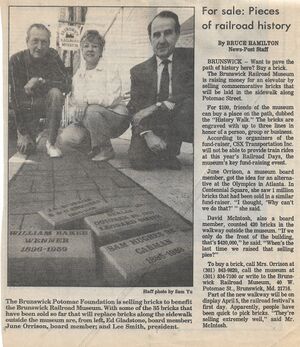 For sale: Pieces
of railroad history
By BRUCE HAMILTON
News-Post Staff
BRUNSWICK – Want to pave the
path of history here? Buy a brick.
The Brunswick Railroad Museum
is raising money for an elevator by
selling commemorative bricks that
will be laid in the sidewalk along
Potomac Street.
For $100, friends of the museum
can buy a place on the path, dubbed
the "History Walk." The bricks are
engraved with up to three lines in
honor of a person, group or business.
According to organizers of the
fund-raiser, CSX Transportation Inc.
will not be able to provide train rides
at this year's Railroad Days, the
museum's key fund-raising event.
June Orrison, a museum board
member, got the idea for an alterna-
tive at the Olympics in Atlanta. In
Centennial Square, she saw 1 million
bricks that had been sold in a similar
fund-raiser. "I thought, 'Why can't
we do that?'" she said.
David McIntosh, also a board
member, counted 420 bricks in the
walkway outside the museum. "If we
only do the front of the building,
that's $420,000," he said. "When's the
last time we raised that selling
pies?"
To buy a brick, call Mrs. Orrison at
(301)
call the museum at
(301) 834-7100 or write to the
Brunswick Railroad Museum, 40 W.
Potomac St., Brunswick, Md. 21716.
Part of the new walkway will be on
display April 5, the railroad festival's
first day. Because, apparently, people have
been quick to pick bricks. "They're
selling extremely well," said Mr.
McIntosh.
WILLIAM BAKER
WENNER
1896-1959
Staff photo by Sam Yu
The Brunswick Potomac Foundation is selling bricks to benefit
the Brunswick Railroad Museum. With some of the 85 bricks that
have been sold so far that will replace bricks along the sidewalk
outside the museum are, from left, Ed Gladstone, board member;
June Orrison, board member; and Lee Smith, president.